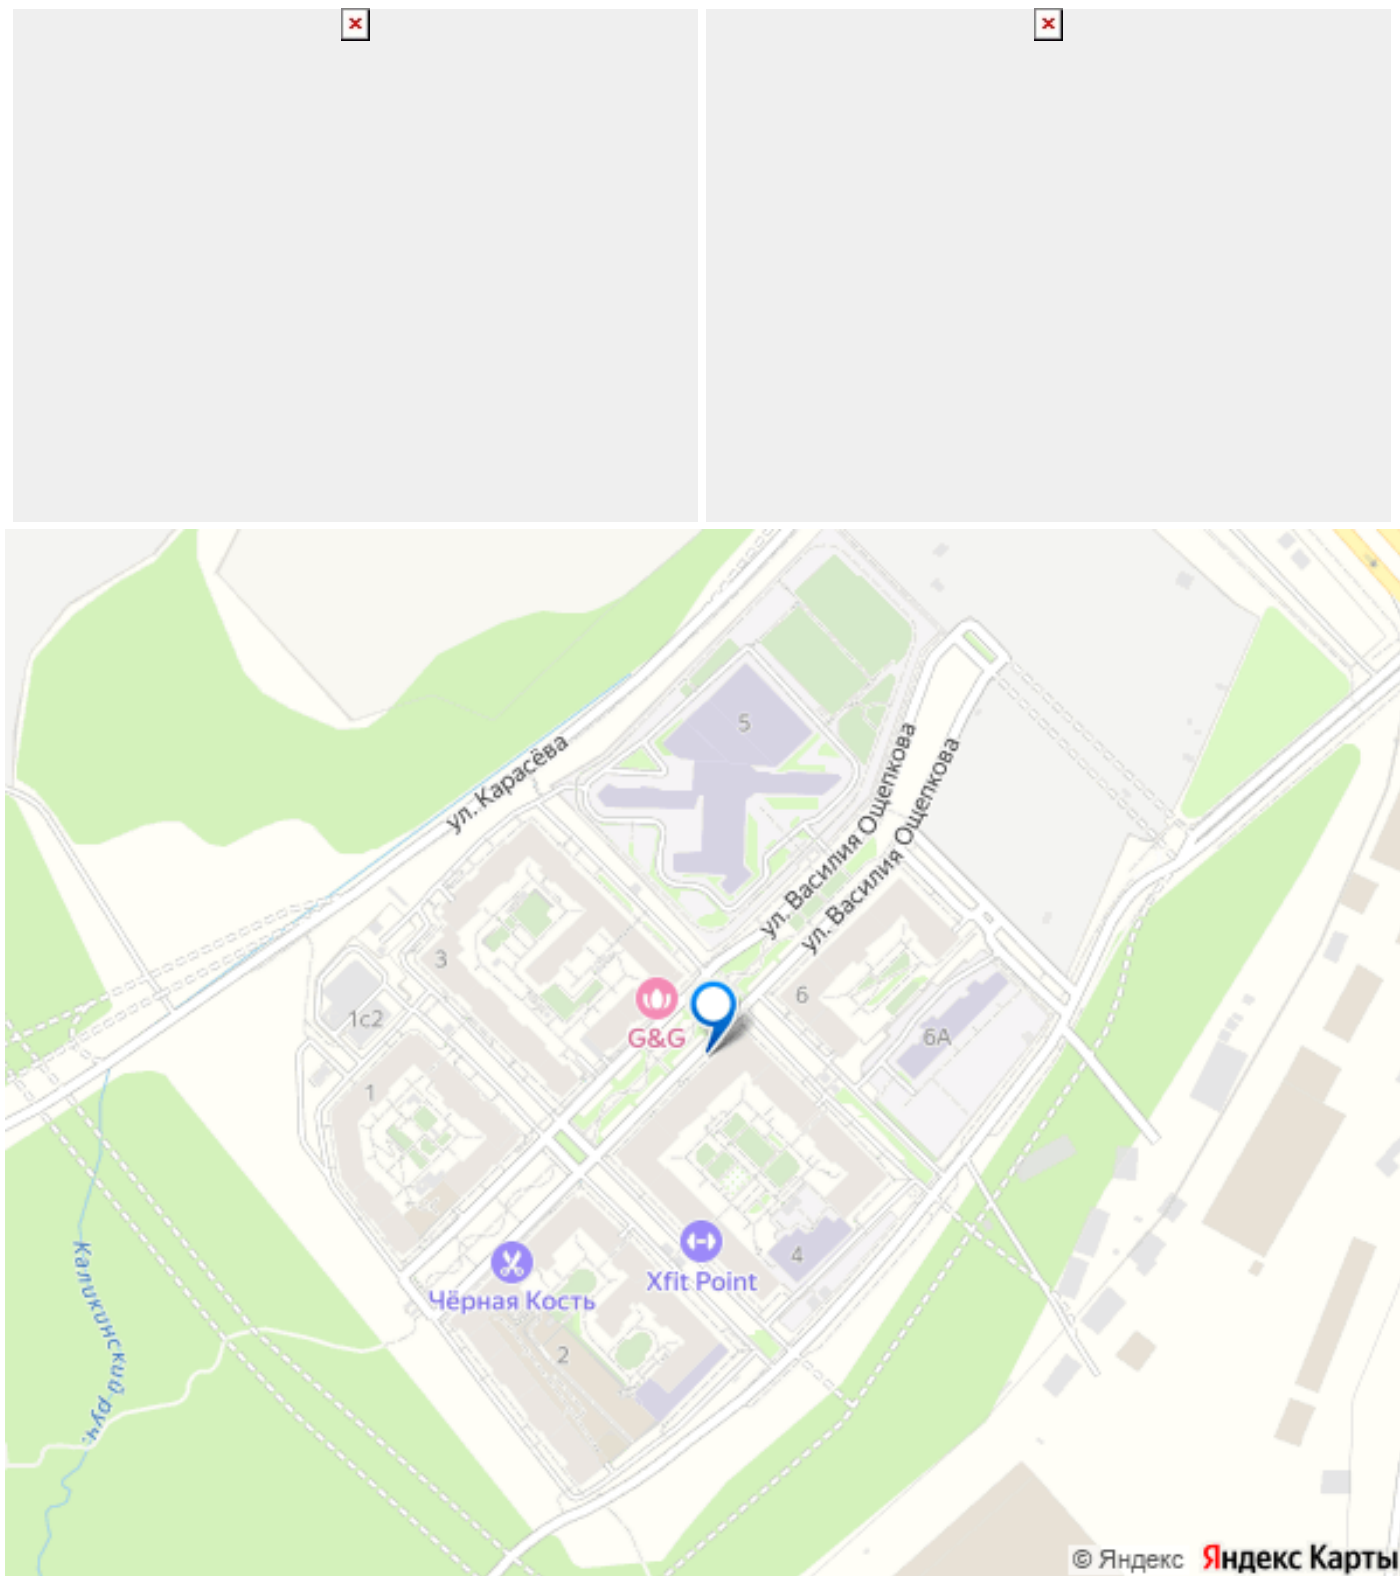 ул. Карасёва
5
ул. Василия Ощепкова
ул. Василия Ощепкова
3
1с2
G&G
6
6А
1
4
Xfit Point
Чёрная Кость
2
Каликинский руч.
© Яндекс Яндекс Карты